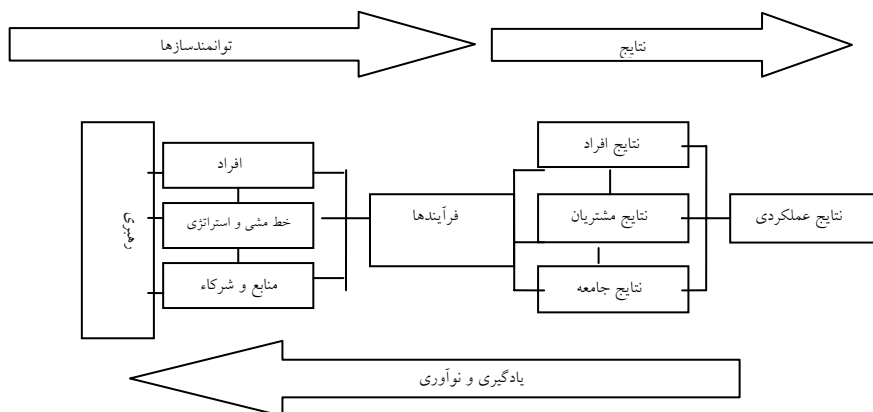 توانمندسازها
نتایج
رهبری
افراد
خط مشی و استراتژی
منابع و شرکاء
فرآیندها
نتایج افراد
نتایج مشتریان
نتایج جامعه
نتایج عملکردی
یادگیری و نوآوری